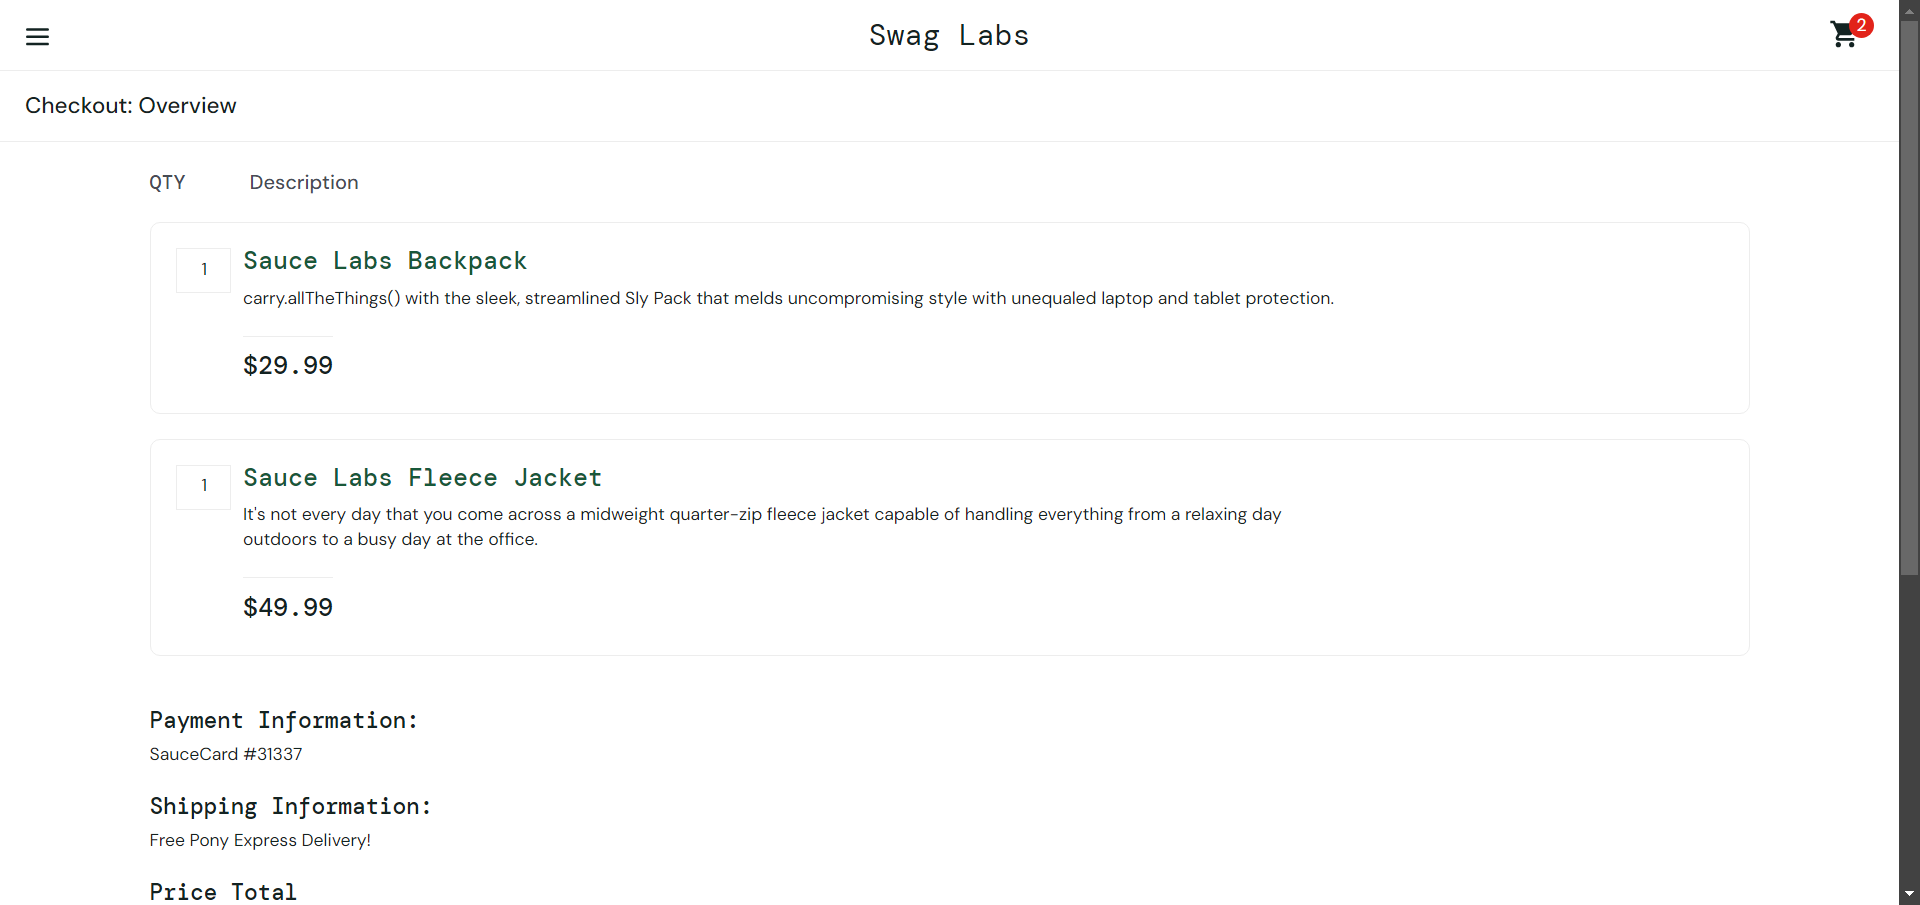 Swag Labs
2
Checkout: Overview
QTY Description
1
Sauce Labs Backpack
carry.allTheThings() with the sleek, streamlined Sly Pack that melds uncompromising style with unequaled laptop and tablet protection.
$29.99
1
Sauce Labs Fleece Jacket
It's not every day that you come across a midweight quarter-zip fleece jacket capable of handling everything from a relaxing day
outdoors to a busy day at the office.
$49.99
Payment Information:
SauceCard #31337
Shipping Information:
Free Pony Express Delivery!
Price Total